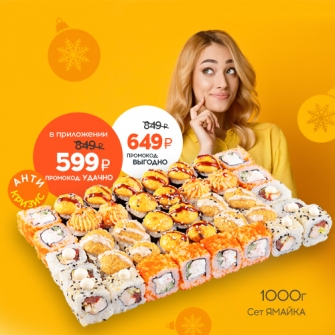 в приложении
849 ₽
599 ₽
ПРОМОКОД: УДАЧНО
849 ₽
649 ₽
ПРОМОКОД:
ВЫГОДНО
АНТИ
КРИЗИС
1000г
Сет ЯМАЙКА